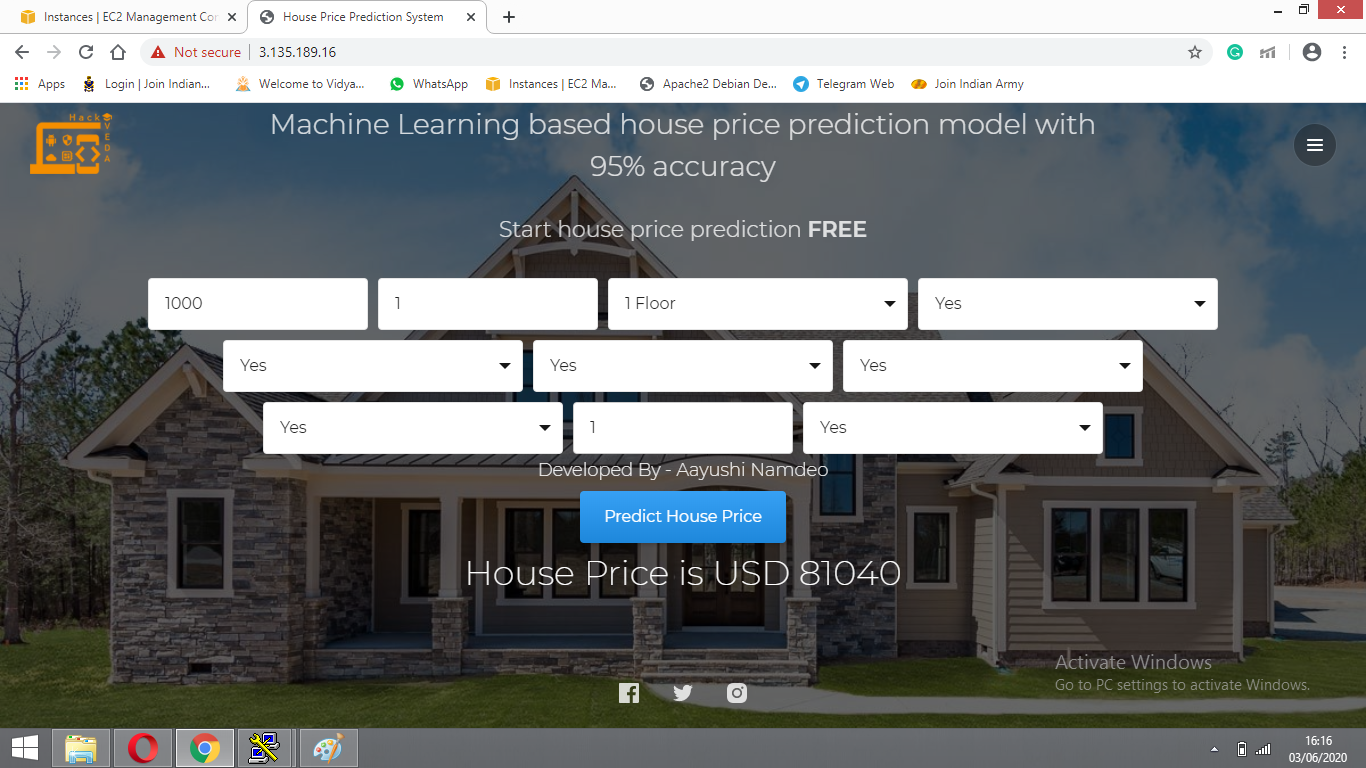 Instances | EC2 Management Con
House Price Prediction System
Not secure
3.135.189.16
Apps
Login | Join Indian...
Welcome to Vidya...
WhatsApp
Instances | EC2 Ma...
Apache2 Debian De...
Telegram Web
Join Indian Army
Hack
VEDA
Machine Learning based house price prediction model with
95% accuracy
Start house price prediction FREE
1000
1
1 Floor
Yes
Yes
Yes
Yes
Yes
1
Yes
Developed By - Aayushi Namdeo
Predict House Price
House Price is USD 81040
Activate Windows
Go to PC settings to activate Windows.
16:16
03/06/2020